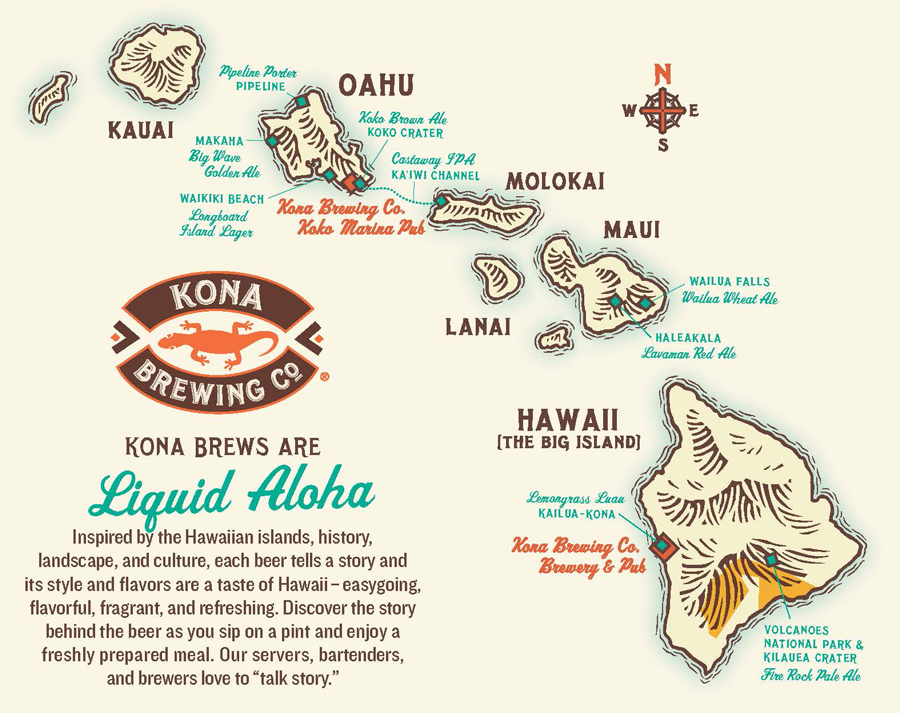 KAUAI
Pipeline Porter
PIPELINE
OAHU
Koko Brown Ale
KOKO CRATER
MAKAHA
Big Wave
Golden Ale
Castaway IPA
KA'IWI CHANNEL
WAIKIKI BEACH
Longboard
Island Lager
Kona Brewing Co.
Koko Marina Pub
N
W E
S
MOLOKAI
MAUI
LANAI
WAILUA FALLS
Wailua Wheat Ale
HALEAKALA
Lavaman Red Ale
KONA
BREWING CO
®
KONA BREWS ARE
Liquid Aloha
Inspired by the Hawaiian islands, history,
landscape, and culture, each beer tells a story and
its style and flavors are a taste of Hawaii – easygoing,
flavorful, fragrant, and refreshing. Discover the story
behind the beer as you sip on a pint and enjoy a
freshly prepared meal. Our servers, bartenders,
and brewers love to “talk story.”
HAWAII
[THE BIG ISLAND]
Lemongrass Luau
KAILUA-KONA
Kona Brewing Co.
Brewery & Pub
VOLCANOES
NATIONAL PARK &
KILAUEA CRATER
Fire Rock Pale Ale